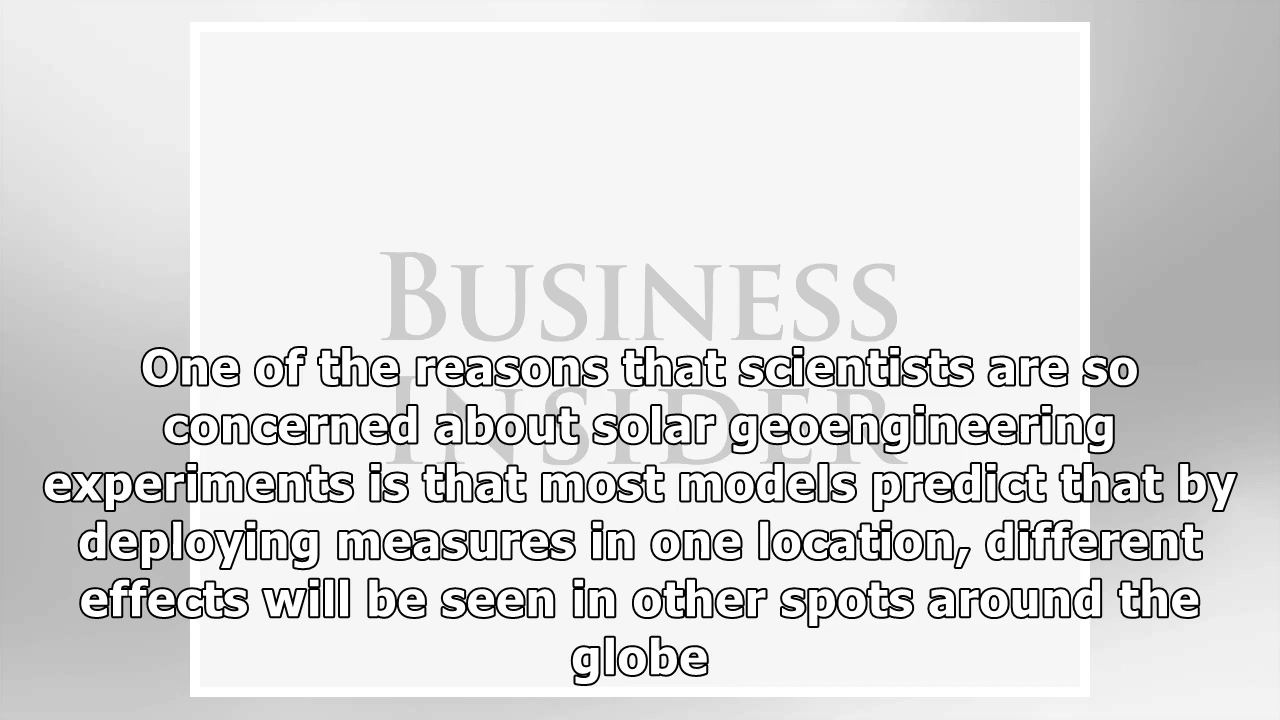 BUSINESS
INSIDER
One of the reasons that scientists are so
concerned about solar geoengineering
experiments is that most models predict that by
deploying measures in one location, different
effects will be seen in other spots around the
globe